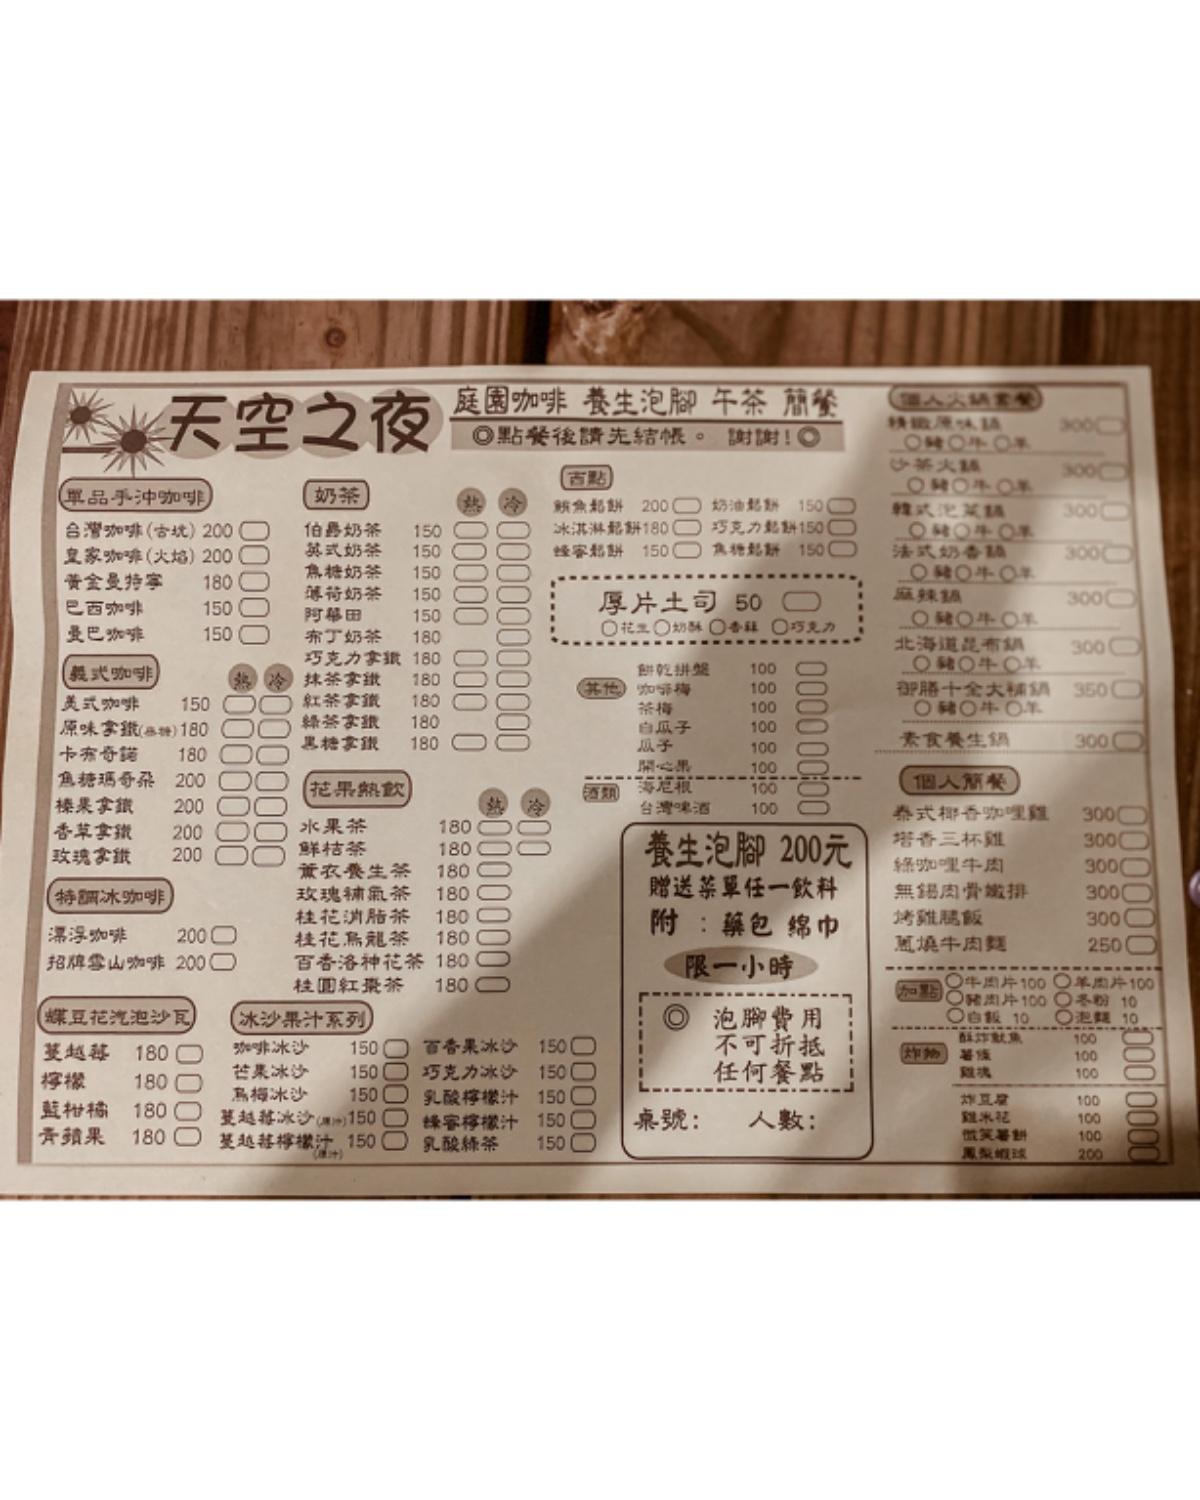 天空之夜
庭園咖啡 養生泡腳 午茶 簡餐
◎點餐後請先結帳。 謝謝!◎
單品手沖咖啡
台灣咖啡(古坑) 200
皇家咖啡(火焰) 200
黃金曼特寧 180
巴西咖啡 150
曼巴咖啡 150
義式咖啡 熱 冷
美式咖啡 150
原味拿鐵 180
卡布奇諾 180
焦糖瑪奇朵 200
榛果拿鐵 200
香草拿鐵 200
玫瑰拿鐵 200
特調冰咖啡
漂浮咖啡 200
招牌雪山咖啡 200
蝶豆花汽泡沙瓦
蔓越莓 180
檸檬 180
藍柑橘 180
青蘋果 180
奶茶 熱 冷
伯爵奶茶 150
英式奶茶 150
焦糖奶茶 150
薄荷奶茶 150
阿華田 150
布丁奶茶 180
巧克力拿鐵 180
抹茶拿鐵 180
紅茶拿鐵 180
綠茶拿鐵 180
黑糖拿鐵 180
花果熱飲 熱 冷
水果茶 180
鮮桔茶 180
薰衣養生茶 180
玫瑰補氣茶 180
桂花消脂茶 180
桂花烏龍茶 180
百香洛神花茶 180
桂圓紅棗茶 180
冰沙果汁系列
咖啡冰沙 150 百香果冰沙 150
芒果冰沙 150 巧克力冰沙 150
烏梅冰沙 150 乳酸檸檬汁 150
蔓越莓冰沙(原汁) 150 蜂蜜檸檬汁 150
蔓越莓檸檬汁(原汁) 150 乳酸綠茶 150
西點
鮪魚鬆餅 200 奶油鬆餅 150
冰淇淋鬆餅 180 巧克力鬆餅 150
蜂蜜鬆餅 150 焦糖鬆餅 150
厚片土司 50
○花生 ○奶酥 ○香蒜 ○巧克力
其他
餅乾拼盤 100
咖啡梅 100
茶梅 100
白瓜子 100
瓜子 100
開心果 100
酒類
海尼根 100
台灣啤酒 100
養生泡腳 200元
贈送菜單任一飲料
附：藥包 綿巾
限一小時
◎ 泡腳費用
不可折抵
任何餐點
桌號: 人數:
個人火鍋套餐
精緻原味鍋 300
○豬○牛○羊
沙茶火鍋 300
○豬○牛○羊
韓式泡菜鍋 300
○豬○牛○羊
法式奶香鍋 300
○豬○牛○羊
麻辣鍋 300
○豬○牛○羊
北海道昆布鍋 300
○豬○牛○羊
御膳十全大補鍋 350
○豬○牛○羊
素食養生鍋 300
個人簡餐
泰式椰香咖哩雞 300
塔香三杯雞 300
綠咖哩牛肉 300
無錫肉骨嫩排 300
烤雞腿飯 300
蔥燒牛肉麵 250
加點
○牛肉片100 ○羊肉片100
○豬肉片100 ○冬粉 10
○白飯 10 ○泡麵 10
炸物
酥炸魷魚 100
薯條 100
雞塊 100
炸豆腐 100
雞米花 100
微笑薯餅 100
鳳梨蝦球 200